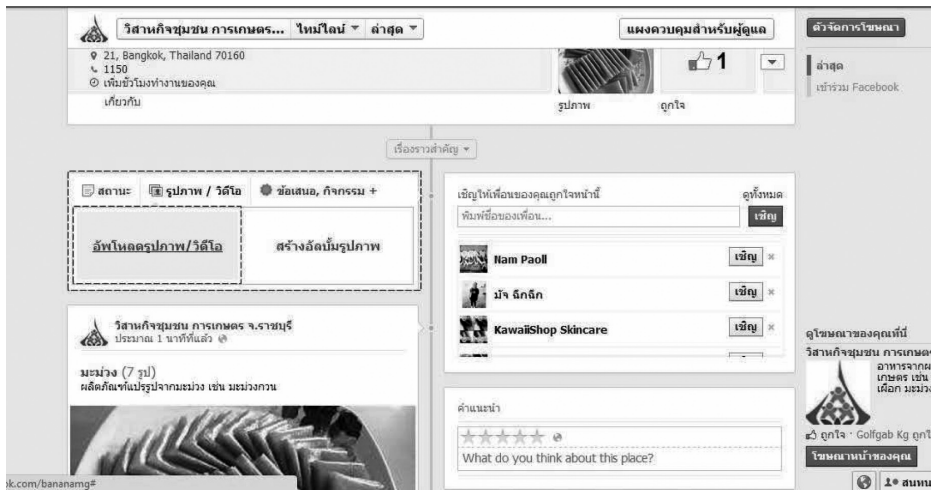 วิสาหกิจชุมชน การเกษตร... ไทม์ไลน์ ล่าสุด
แผงควบคุมสำหรับผู้ดูแล
21, Bangkok, Thailand 70160
1150
เพิ่มชั่วโมงทำงานของคุณ
เกี่ยวกับ
รูปภาพ
1
ถูกใจ
เรื่องราวสำคัญ
สถานะ รูปภาพ / วิดีโอ ข้อเสนอ, กิจกรรม +
อัพโหลดรูปภาพ/วิดีโอ
สร้างอัลบั้มรูปภาพ
วิสาหกิจชุมชน การเกษตร จ.ราชบุรี
ประมาณ 1 นาทีที่แล้ว
มะม่วง (7 รูป)
ผลิตภัณฑ์แปรรูปจากมะม่วง เช่น มะม่วงกวน
ok.com/bananamg#
เชิญให้เพื่อนของคุณถูกใจหน้านี้ ดูทั้งหมด
พิมพ์ชื่อของเพื่อน... เชิญ
Nam Paoll เชิญ
มัจ ฉึกฉึก เชิญ
KawaiiShop Skincare เชิญ
คำแนะนำ
What do you think about this place?
ตัวจัดการโฆษณา
ล่าสุด
เข้าร่วม Facebook
ดูโฆษณาของคุณที่นี่
วิสาหกิจชุมชน การเกษตร
อาหารจากผ
เกษตร เช่น
เผือก มะม่วง
ถูกใจ · Golfgab Kg ถูกใ
โฆษณาหน้าของคุณ
สนทน